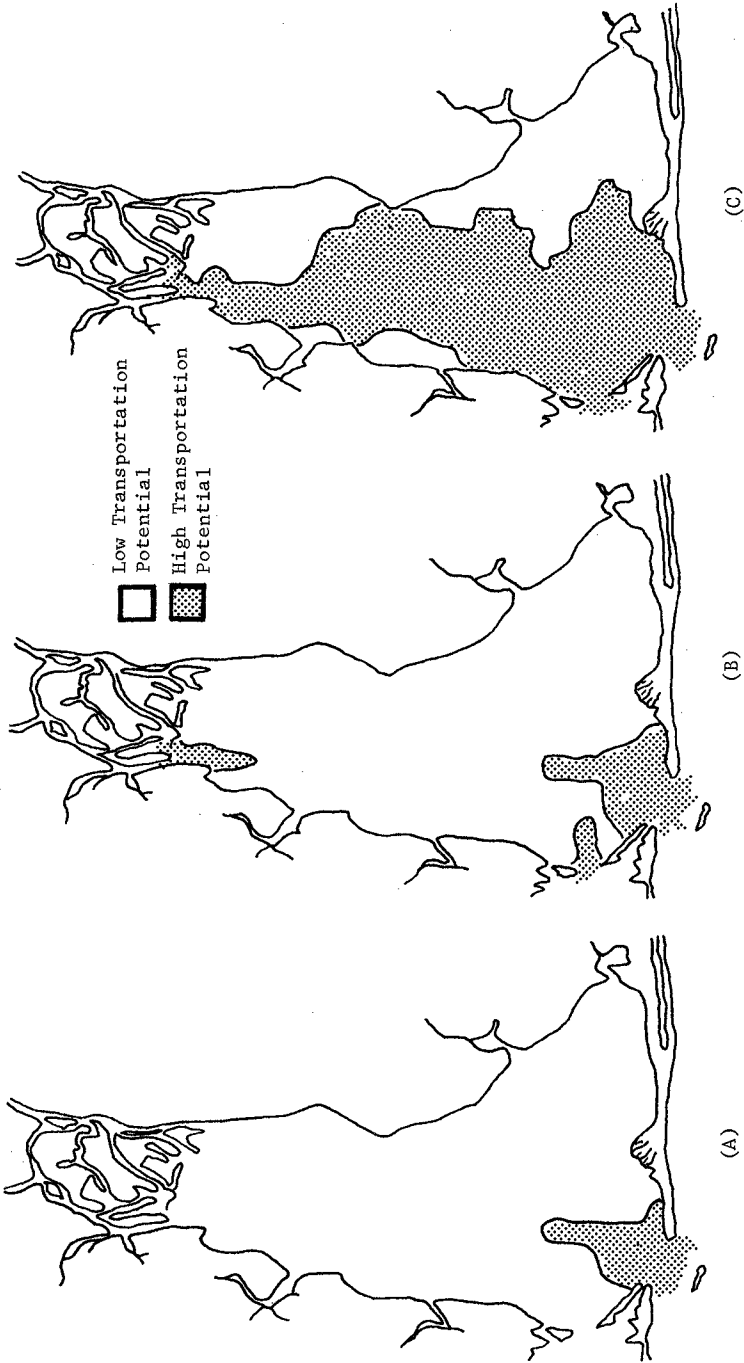 Low Transportation
Potential
High Transportation
Potential
(A)
(B)
(C)